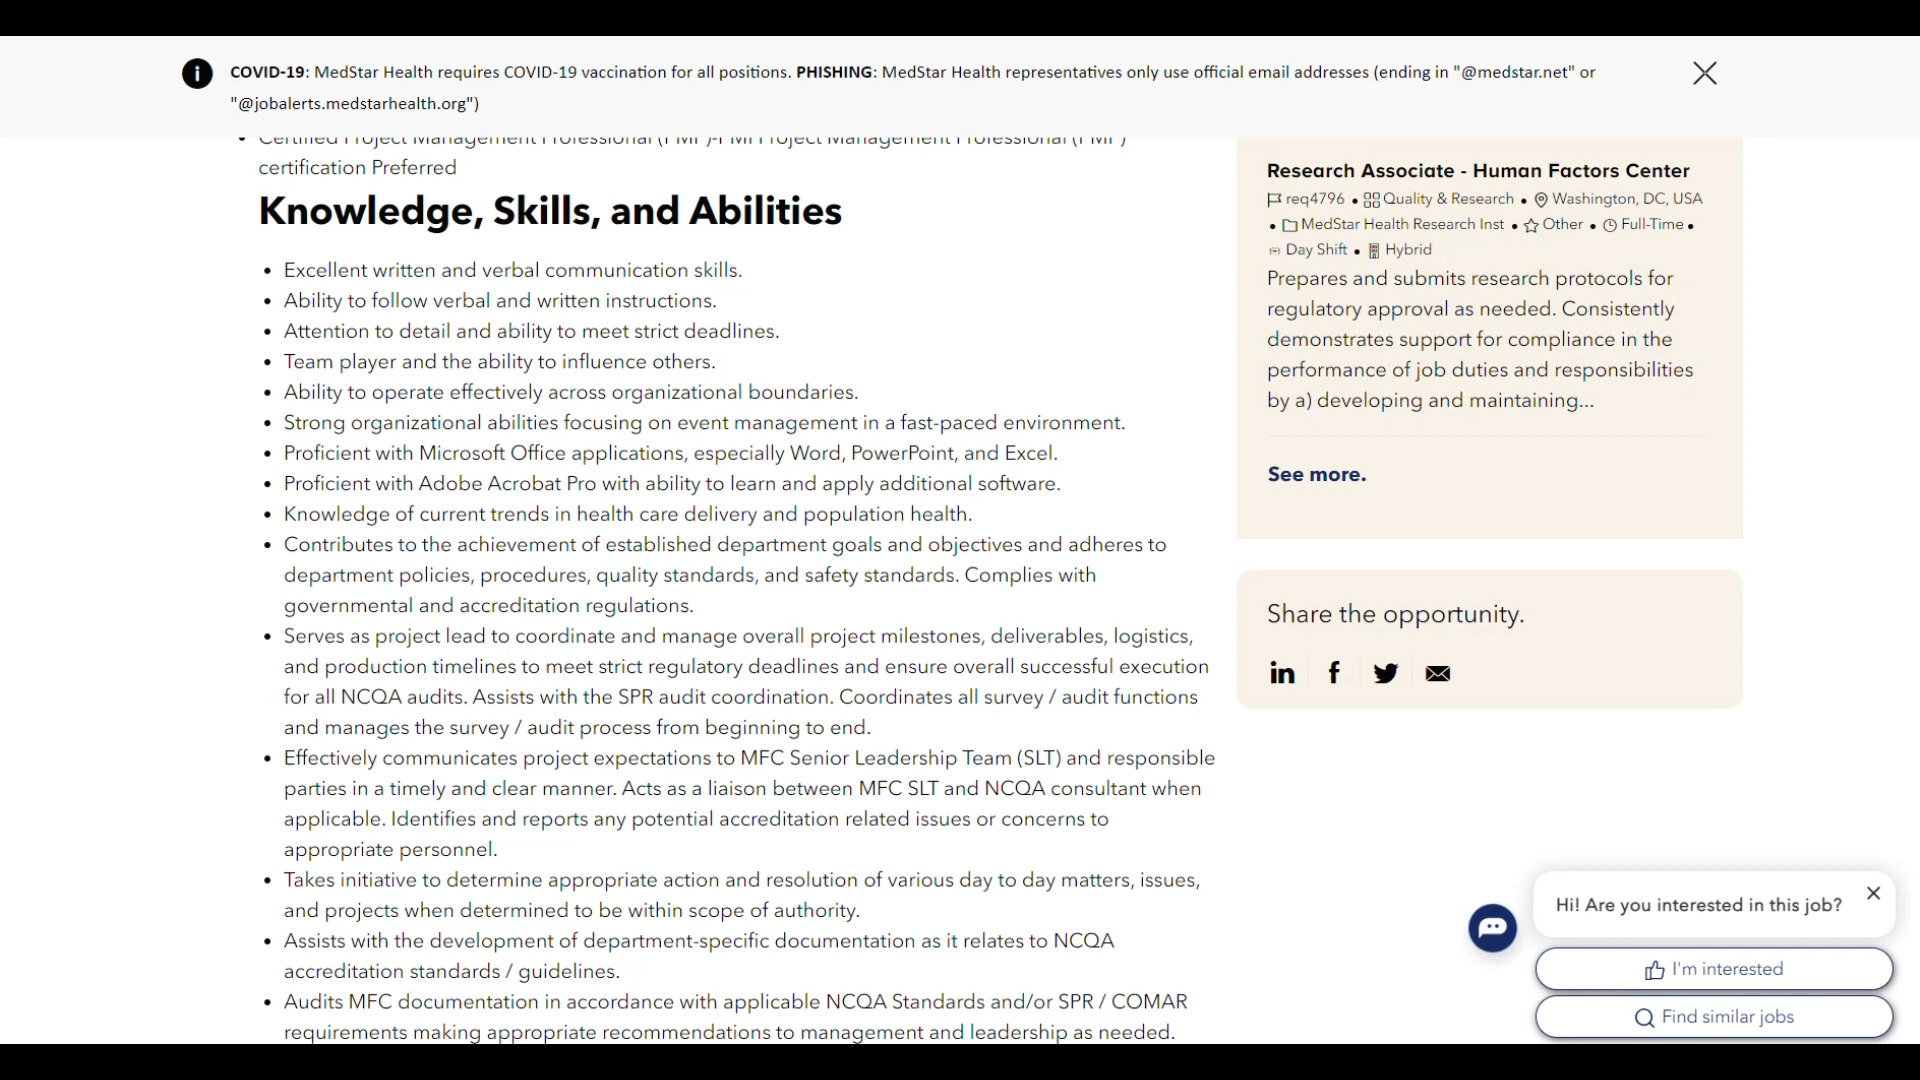 COVID-19: MedStar Health requires COVID-19 vaccination for all positions. PHISHING: MedStar Health representatives only use official email addresses (ending in "@medstar.net" or
"@jobalerts.medstarhealth.org")
Certified Project Management Professional (PMP)-PMI Project Management Professional (PMP)
certification Preferred
Knowledge, Skills, and Abilities
• Excellent written and verbal communication skills.
• Ability to follow verbal and written instructions.
• Attention to detail and ability to meet strict deadlines.
• Team player and the ability to influence others.
• Ability to operate effectively across organizational boundaries.
• Strong organizational abilities focusing on event management in a fast-paced environment.
• Proficient with Microsoft Office applications, especially Word, PowerPoint, and Excel.
• Proficient with Adobe Acrobat Pro with ability to learn and apply additional software.
• Knowledge of current trends in health care delivery and population health.
• Contributes to the achievement of established department goals and objectives and adheres to
department policies, procedures, quality standards, and safety standards. Complies with
governmental and accreditation regulations.
• Serves as project lead to coordinate and manage overall project milestones, deliverables, logistics,
and production timelines to meet strict regulatory deadlines and ensure overall successful execution
for all NCQA audits. Assists with the SPR audit coordination. Coordinates all survey / audit functions
and manages the survey / audit process from beginning to end.
• Effectively communicates project expectations to MFC Senior Leadership Team (SLT) and responsible
parties in a timely and clear manner. Acts as a liaison between MFC SLT and NCQA consultant when
applicable. Identifies and reports any potential accreditation related issues or concerns to
appropriate personnel.
• Takes initiative to determine appropriate action and resolution of various day to day matters, issues,
and projects when determined to be within scope of authority.
• Assists with the development of department-specific documentation as it relates to NCQA
accreditation standards / guidelines.
• Audits MFC documentation in accordance with applicable NCQA Standards and/or SPR / COMAR
requirements making appropriate recommendations to management and leadership as needed.
Research Associate - Human Factors Center
req4796 • Quality & Research • Washington, DC, USA
• MedStar Health Research Inst • Other • Full-Time •
Day Shift • Hybrid
Prepares and submits research protocols for
regulatory approval as needed. Consistently
demonstrates support for compliance in the
performance of job duties and responsibilities
by a) developing and maintaining...
See more.
Share the opportunity.
Hi! Are you interested in this job?
I'm interested
Find similar jobs